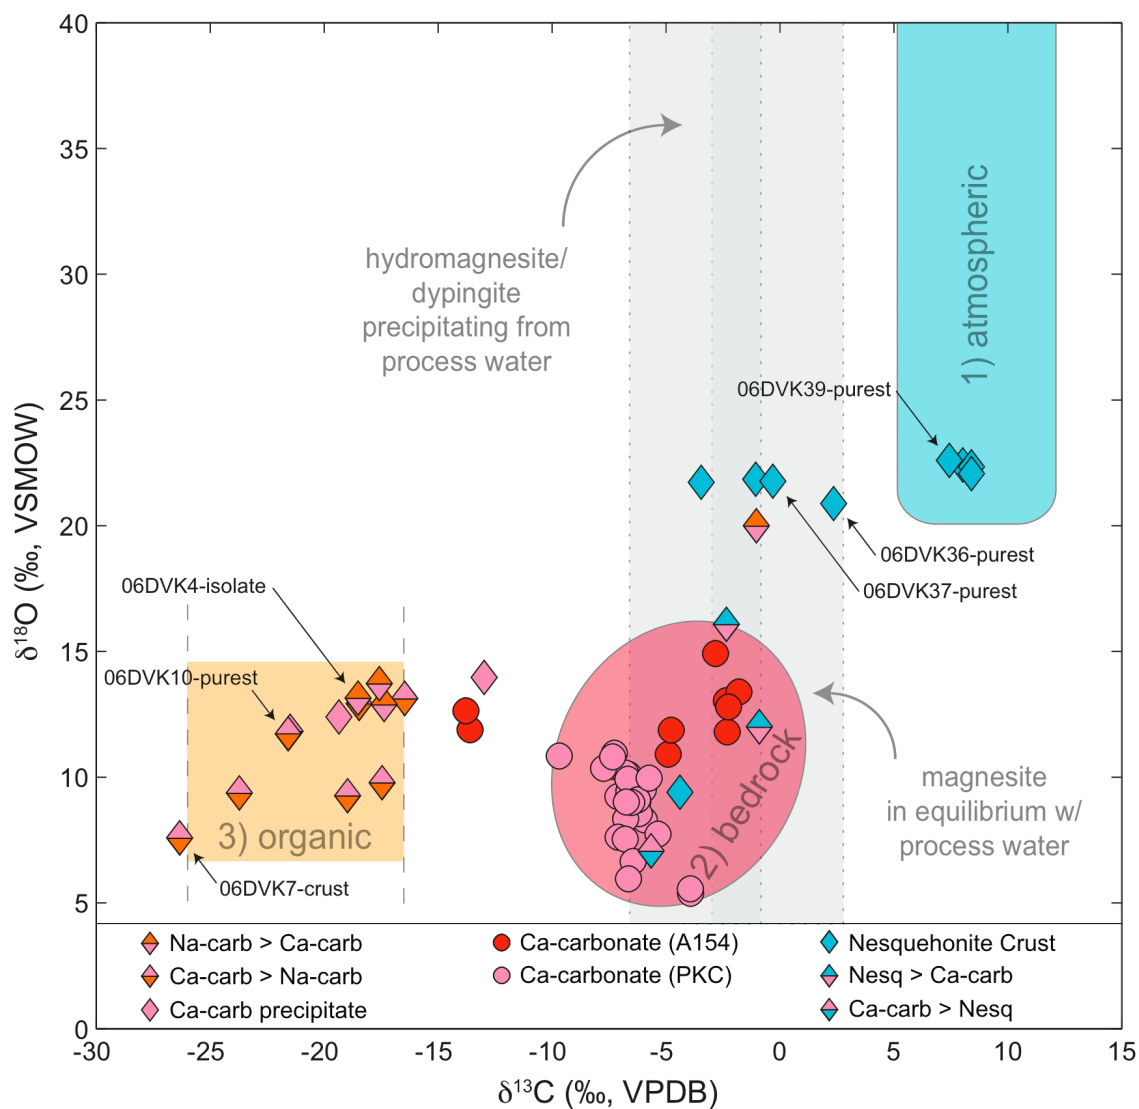 40
35
30
25
20
15
10
5
0
δ18O (‰, VSMOW)
hydromagnesite/
dypingite
precipitating from
process water
1) atmospheric
06DVK39-purest
06DVK36-purest
06DVK37-purest
06DVK4-isolate
06DVK10-purest
3) organic
06DVK7-crust
2) bedrock
magnesite
in equilibrium w/
process water
Na-carb > Ca-carb
Ca-carb > Na-carb
Ca-carb precipitate
Ca-carbonate (A154)
Ca-carbonate (PKC)
Nesquehonite Crust
Nesq > Ca-carb
Ca-carb > Nesq
-30 -25 -20 -15 -10 -5 0 5 10 15
δ13C (‰, VPDB)